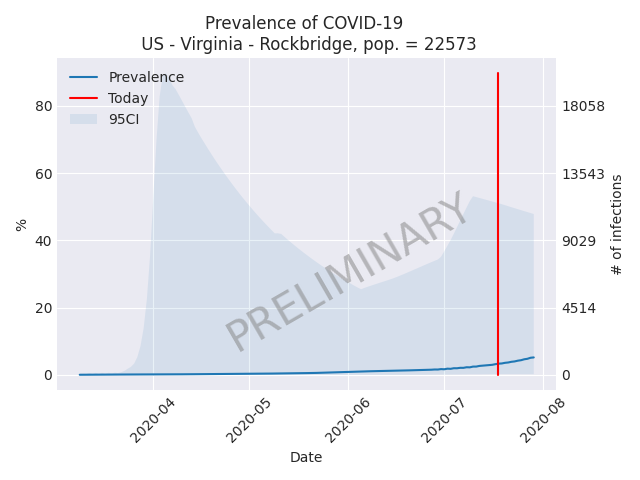 Prevalence of COVID-19
US - Virginia - Rockbridge, pop. = 22573
Prevalence
Today
95CI
80
60
40
20
0
%
18058
13543
9029
4514
0
# of infections
PRELIMINARY
2020-04
2020-05
2020-06
2020-07
2020-08
Date